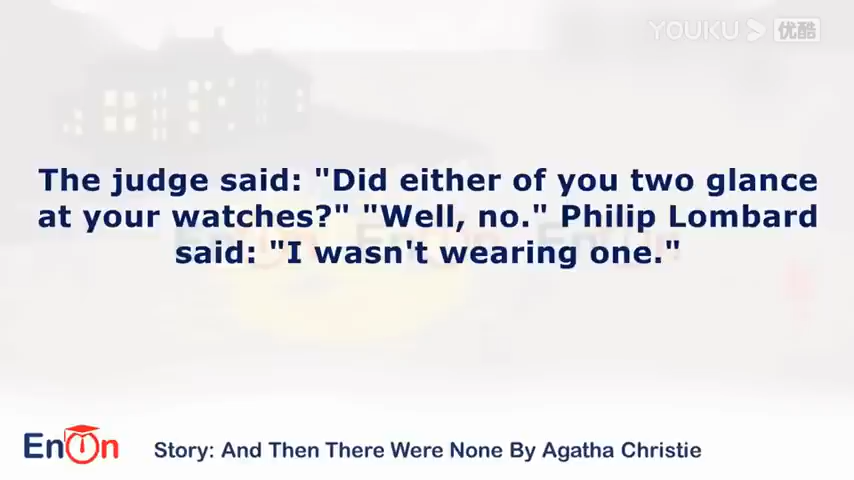 YOUKU 优酷
The judge said: "Did either of you two glance
at your watches?" "Well, no." Philip Lombard
said: "I wasn't wearing one."
EnOn
Story: And Then There Were None By Agatha Christie